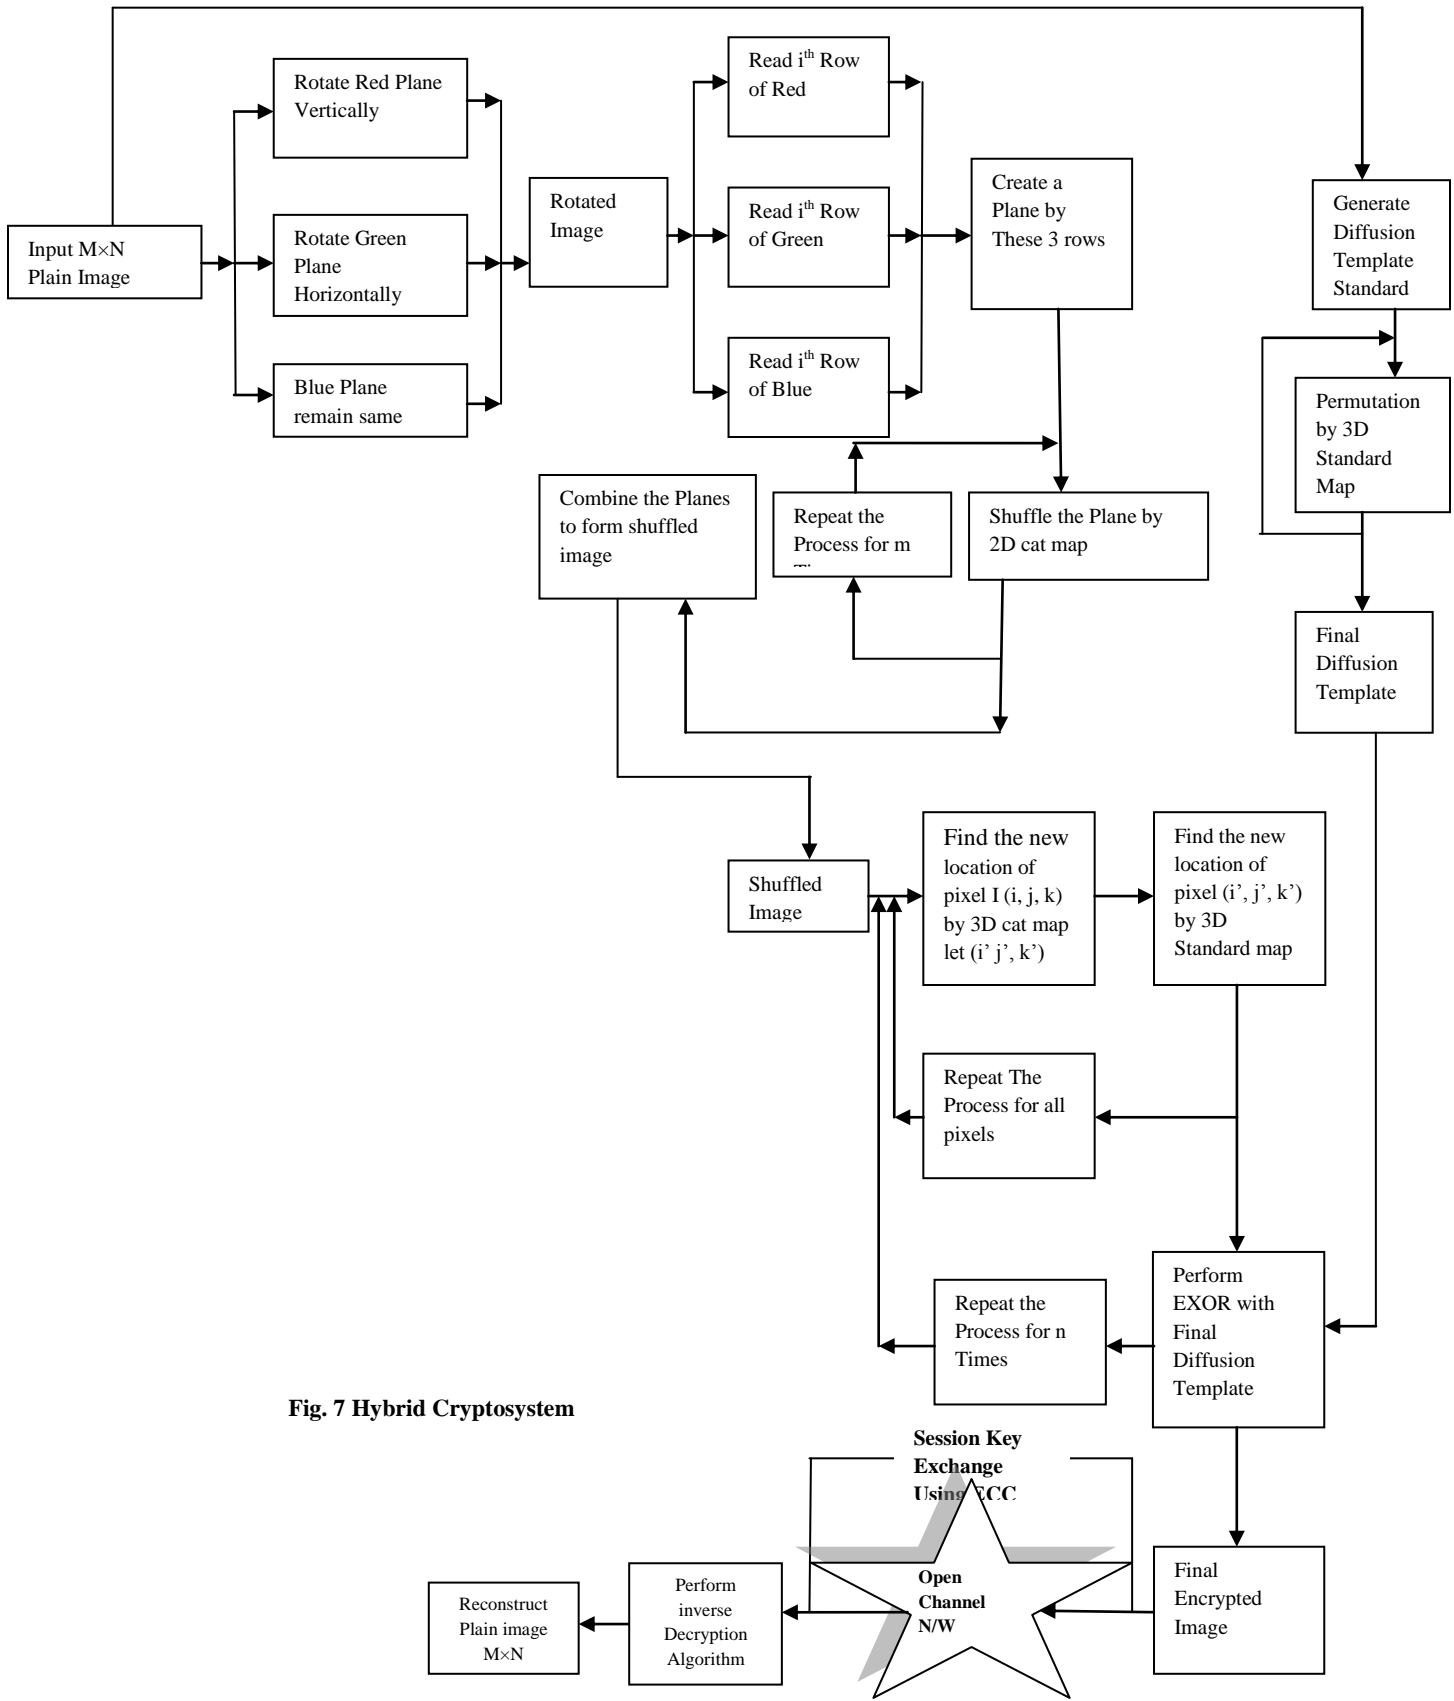 Input M×N
Plain Image
Rotate Red Plane
Vertically
Rotate Green
Plane
Horizontally
Blue Plane
remain same
Rotated
Image
Read iᵗʰ Row
of Red
Read iᵗʰ Row
of Green
Read iᵗʰ Row
of Blue
Create a
Plane by
These 3 rows
Generate
Diffusion
Template
Standard
Permutation
by 3D
Standard
Map
Combine the Planes
to form shuffled
image
Repeat the
Process for m
Shuffle the Plane by
2D cat map
Final
Diffusion
Template
Shuffled
Image
Find the new
location of
pixel I (i, j, k)
by 3D cat map
let (i’ j’, k’)
Find the new
location of
pixel (i’, j’, k’)
by 3D
Standard map
Repeat The
Process for all
pixels
Repeat the
Process for n
Times
Perform
EXOR with
Final
Diffusion
Template
Fig. 7 Hybrid Cryptosystem
Session Key
Exchange
Using ECC
Open
Channel
N/W
Final
Encrypted
Image
Perform
inverse
Decryption
Algorithm
Reconstruct
Plain image
M×N